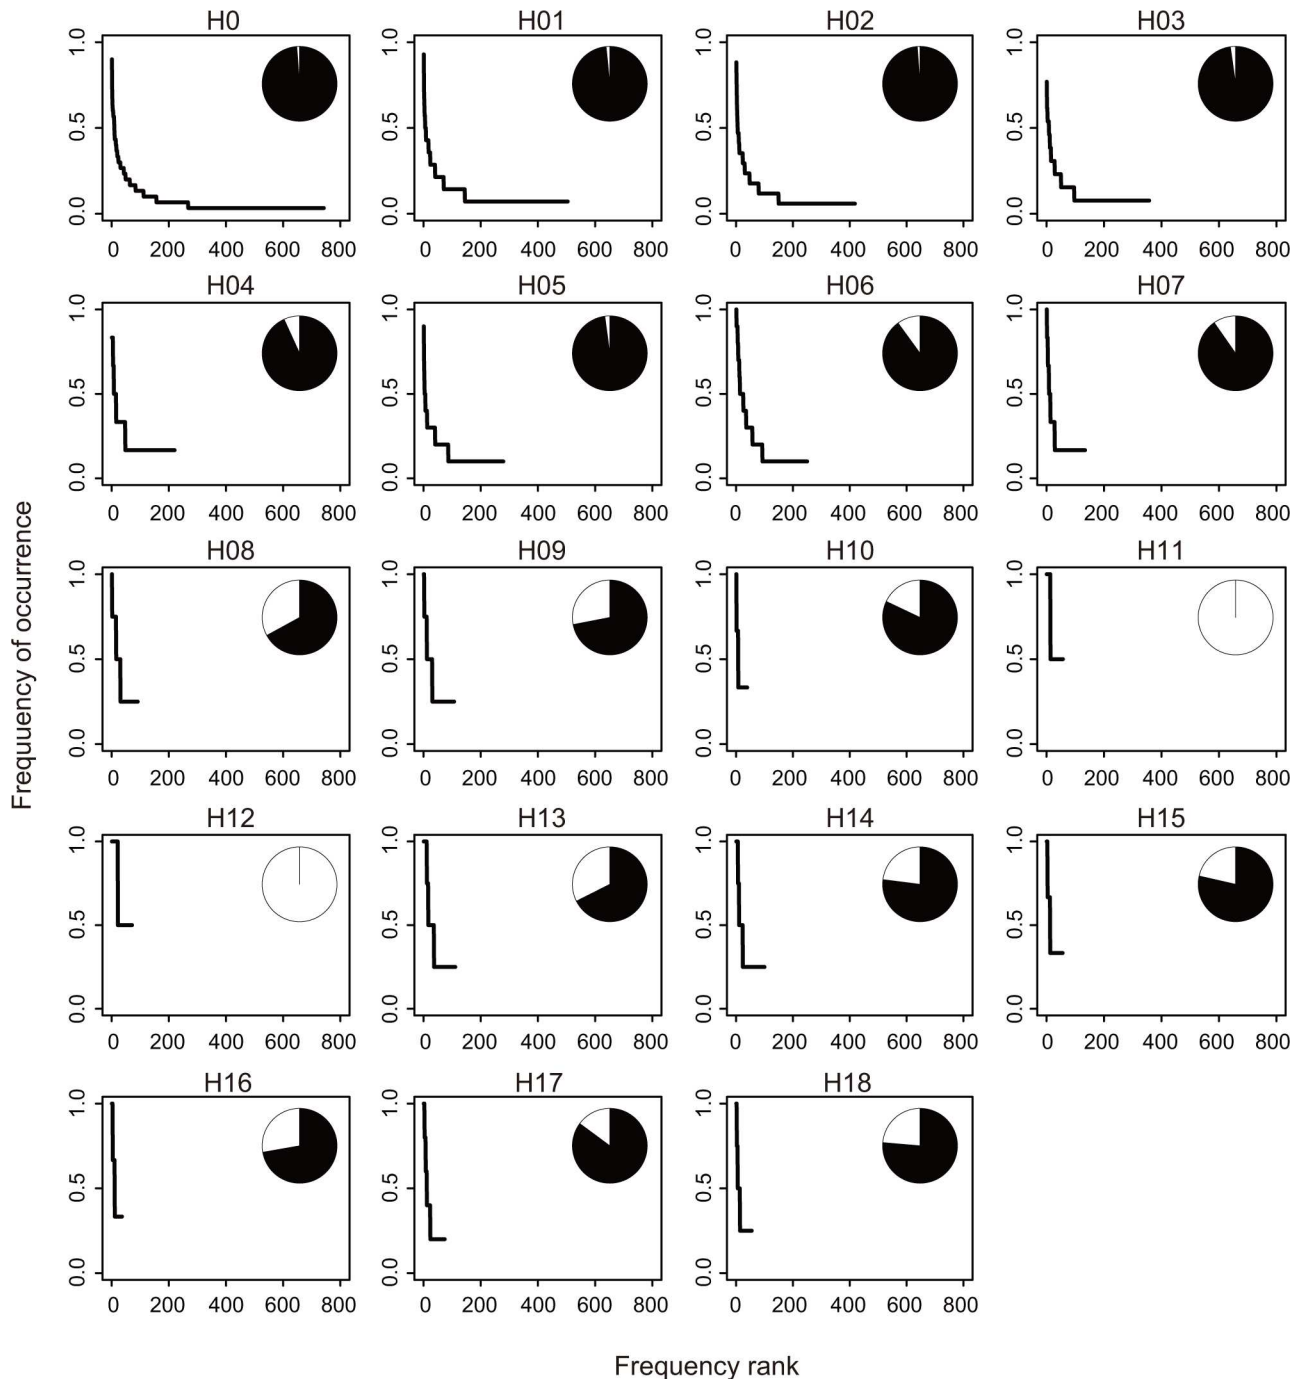 H0 H01 H02 H03
1.0 1.0 1.0 1.0
0.5 0.5 0.5 0.5
0.0 0.0 0.0 0.0
0 200 400 600 800 0 200 400 600 800 0 200 400 600 800 0 200 400 600 800
H04 H05 H06 H07
1.0 1.0 1.0 1.0
0.5 0.5 0.5 0.5
0.0 0.0 0.0 0.0
0 200 400 600 800 0 200 400 600 800 0 200 400 600 800 0 200 400 600 800
Frequuency of occurrence
H08 H09 H10 H11
1.0 1.0 1.0 1.0
0.5 0.5 0.5 0.5
0.0 0.0 0.0 0.0
0 200 400 600 800 0 200 400 600 800 0 200 400 600 800 0 200 400 600 800
H12 H13 H14 H15
1.0 1.0 1.0 1.0
0.5 0.5 0.5 0.5
0.0 0.0 0.0 0.0
0 200 400 600 800 0 200 400 600 800 0 200 400 600 800 0 200 400 600 800
H16 H17 H18
1.0 1.0 1.0
0.5 0.5 0.5
0.0 0.0 0.0
0 200 400 600 800 0 200 400 600 800 0 200 400 600 800
Frequency rank